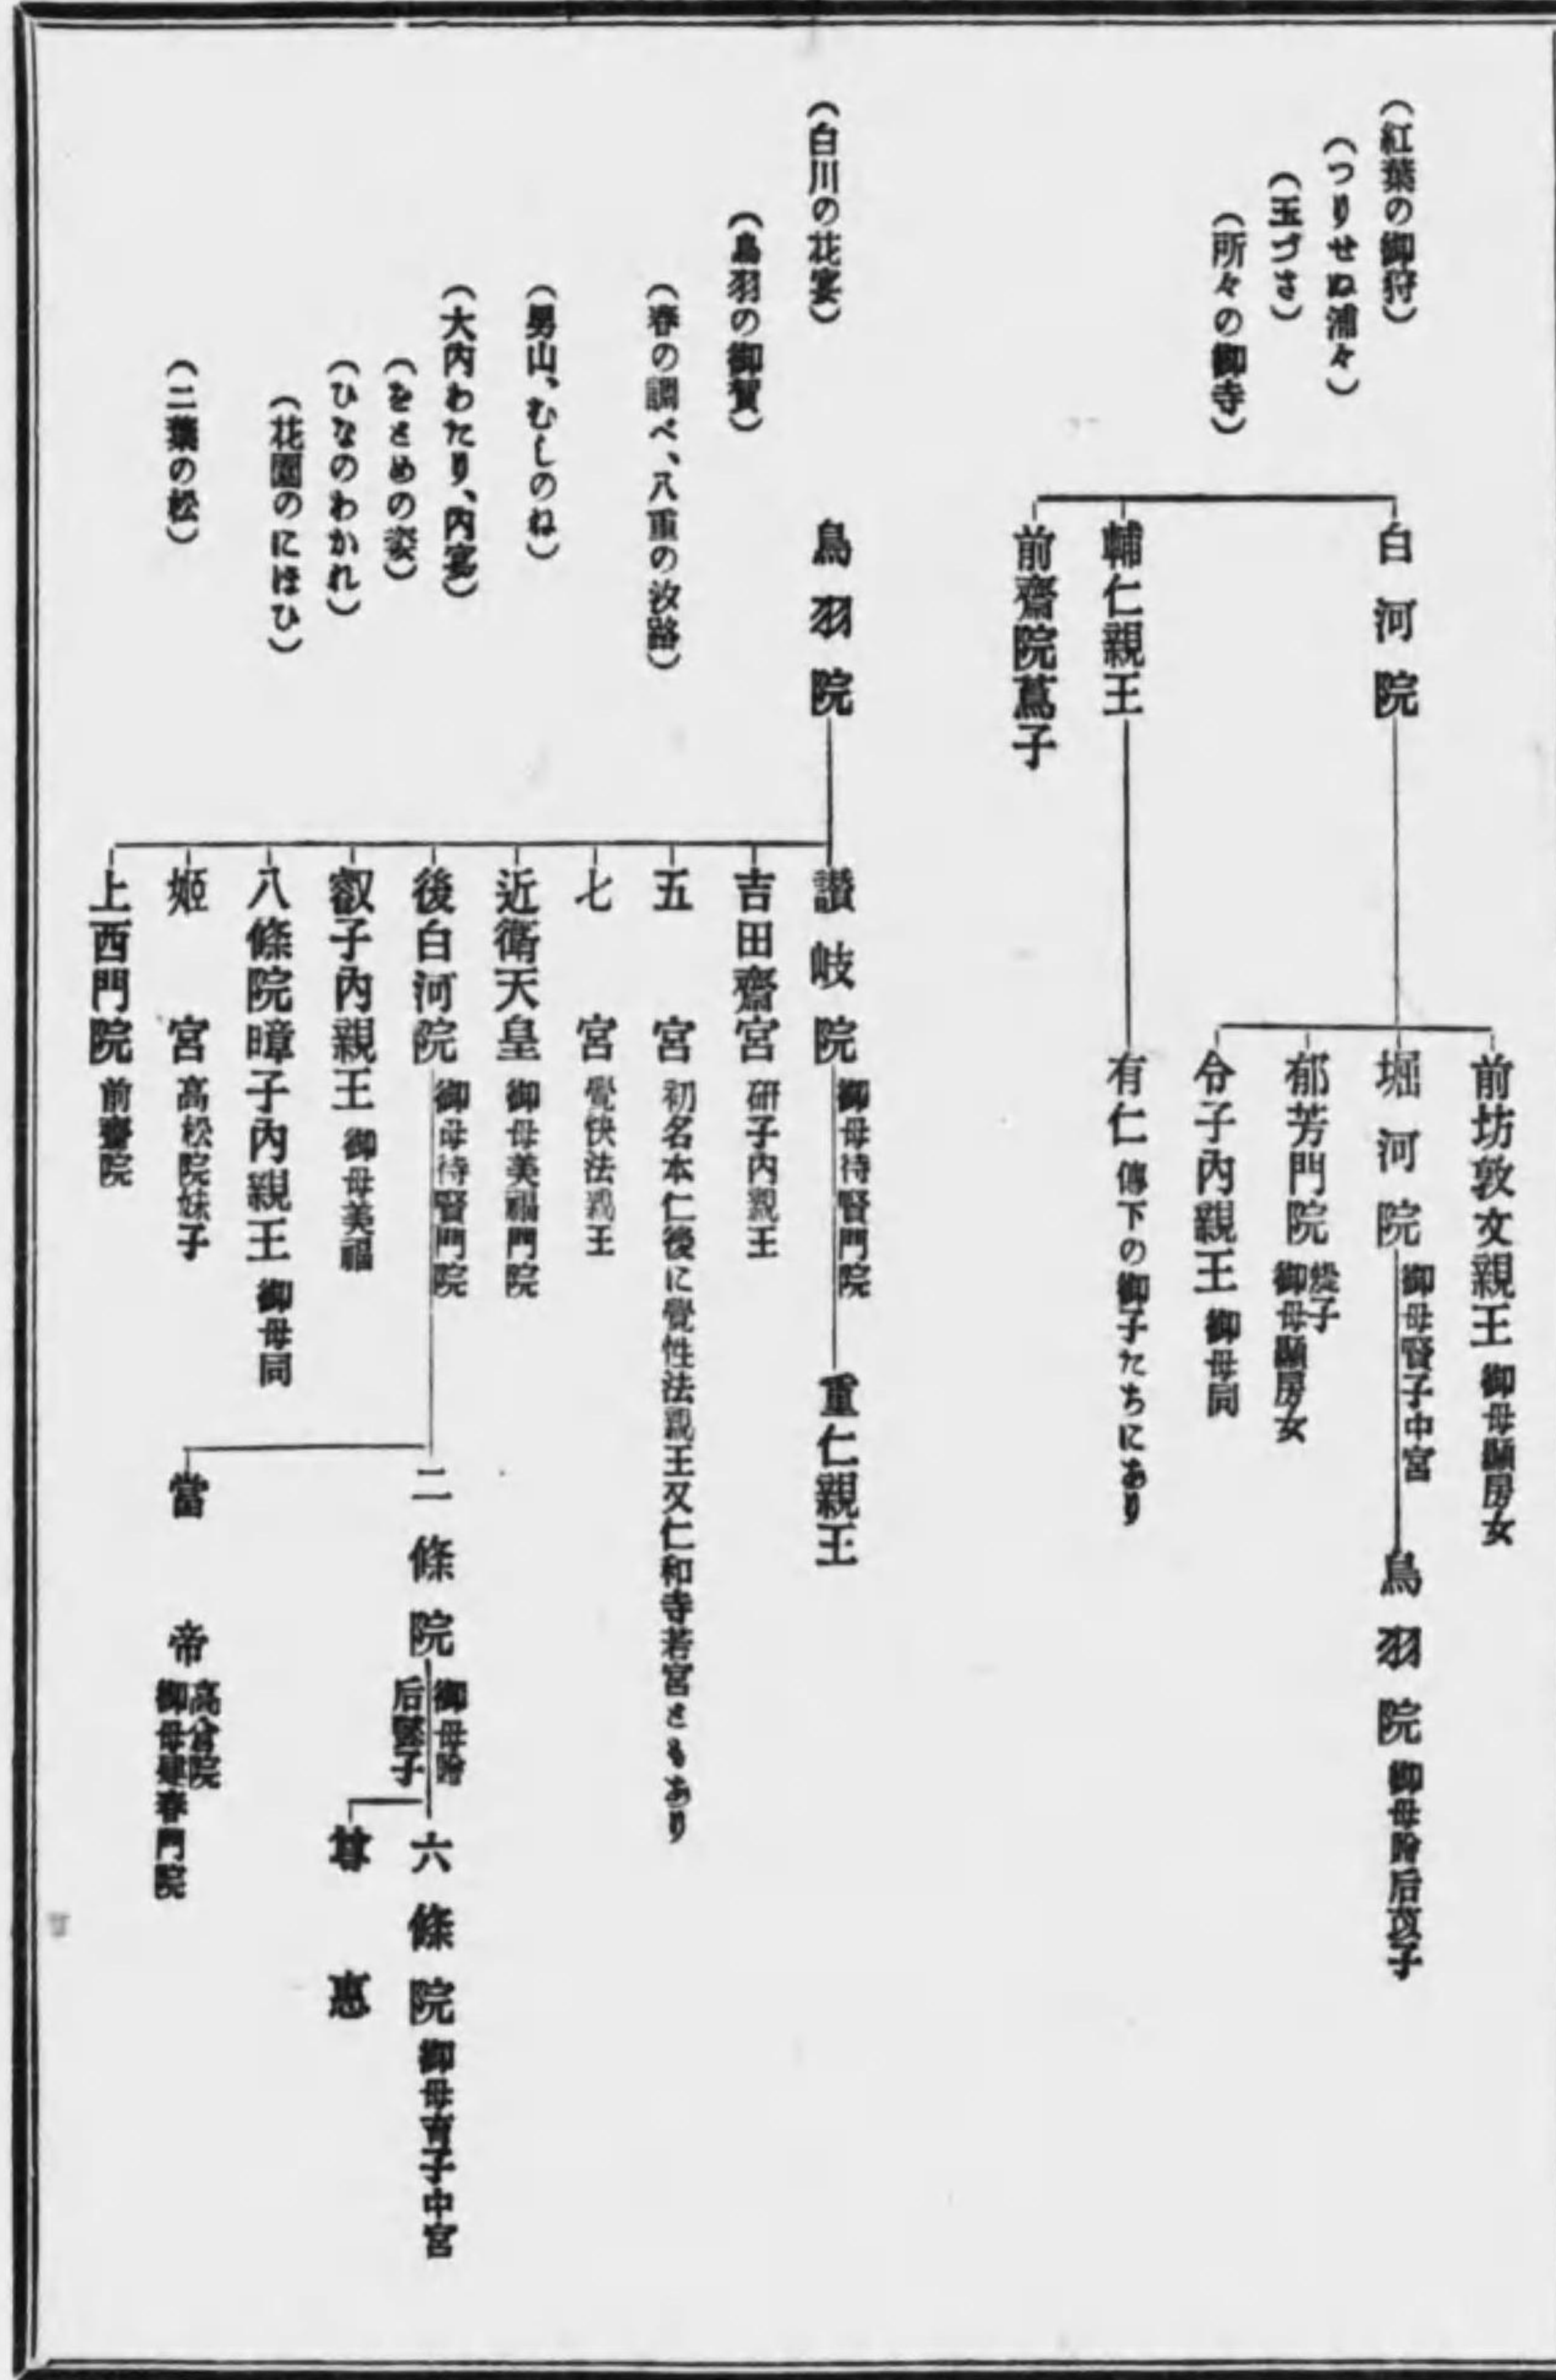 （紅葉の御狩）
（つりせぬ浦々）
（玉づさ）
（所々の御寺）
白河院
輔仁親王
前齋院蔦子
前坊敦文親王 御母顯房女
堀河院 御母賢子中宮
鳥羽院 御母贈后苡子
郁芳門院 御母顯房女
令子內親王 御母同
有仁 傳下の御子たちにあり
（白川の花宴）
（鳥羽の御賀）
（春の調べ、八重の汝路）
（男山、むしのね）
（大內わたり、內宴）
（をとめの姿）
（ひなのわかれ）
（花園のにほひ）
（二葉の松）
鳥羽院
讚岐院 御母待賢門院
重仁親王
吉田齋宮 研子內親王
五宮 初名本仁後に覺性法親王又仁和寺若宮ともあり
七宮 覺快法親王
近衛天皇 御母美福門院
後白河院 御母待賢門院
二條院 御母贈后懿子
六條院 御母育子中宮
尊惠
當帝 高倉院
御母建春門院
叡子內親王 御母美福
八條院暲子內親王 御母同
姬宮 高松院妹子
上西門院 前齋院